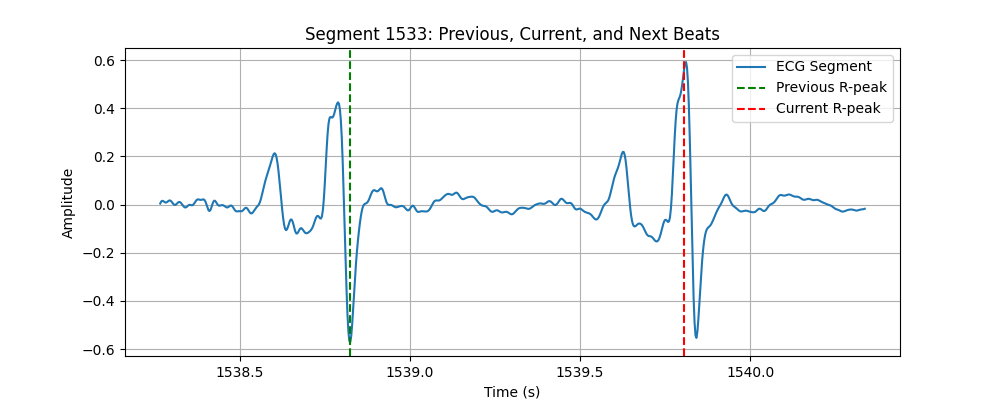 Segment 1533: Previous, Current, and Next Beats
ECG Segment
Previous R-peak
Current R-peak
0.6
0.4
0.2
0.0
−0.2
−0.4
−0.6
Amplitude
1538.5 1539.0 1539.5 1540.0
Time (s)